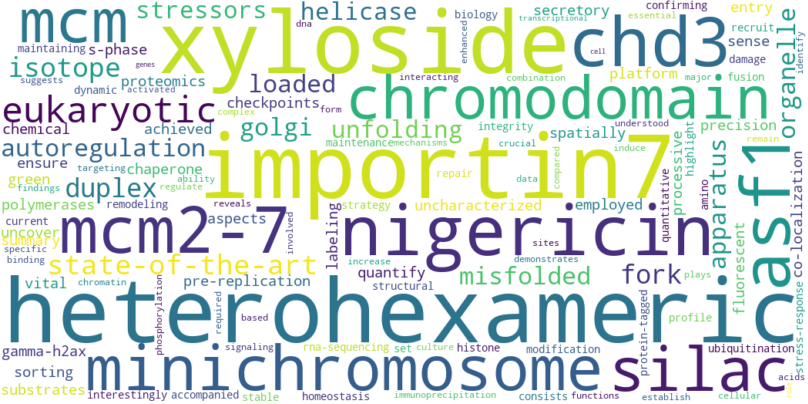 mcm stressors helicase biology secretory confirming entry
maintaining s-phase dna transcriptional enhanced recruit essential
xyloside chd3 sense organelle identify
isotope proteomics loaded interacting combination platform damage
suggests dynamic activated cell major fusion
genes checkpoints form chromodomain
eukaryotic complex
chemical achieved golgi unfolding integrity spatially precision highlight
autoregulation maintenance mechanisms crucial understood processive
ensure chaperone importin7 induce compared
green targeting repair data remain
findings ability regulate
duplex strategy uncharacterized employed
polymerases remodeling reveals quantitative amino
current aspects labeling apparatus asf1 co-localization
uncover mcm2-7 nigericin
summary specific involved sites
binding state-of-the-art quantify demonstrates misfolded fork fluorescent
vital chromatin pre-replication increase plays
structural profile
heterohexameric
phosphorylation required based protein-tagged stress-response
gamma-h2ax signaling rna-sequencing set culture histone modification ubiquitination
sorting minichromosome silac
substrates acids
interestingly accompanied stable homeostasis immunoprecipitation consists establish functions cellular role